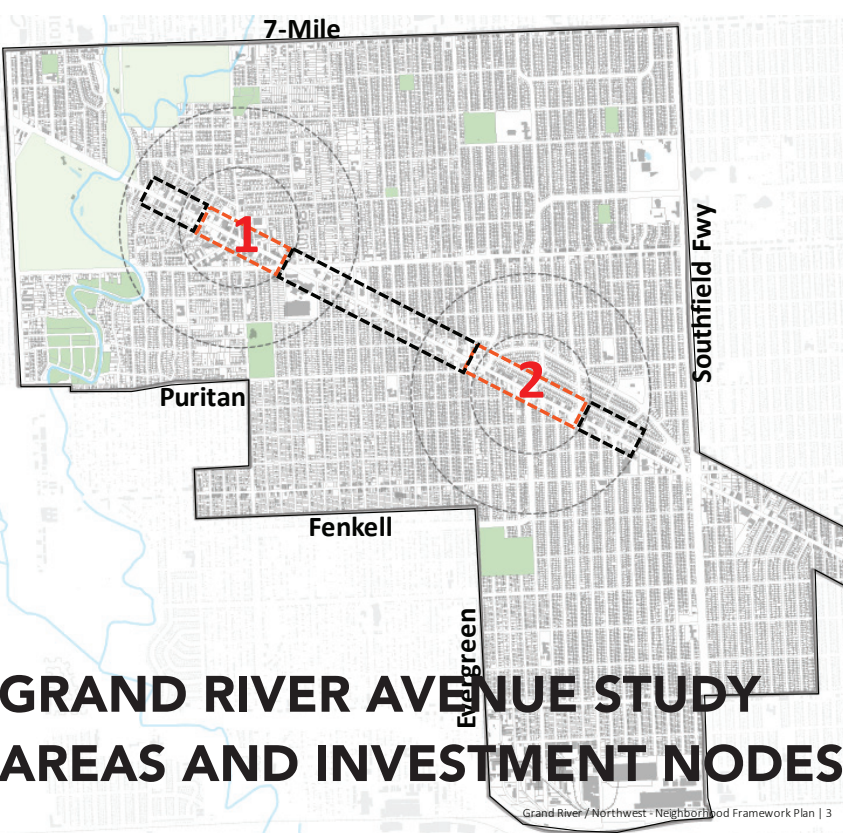 7-Mile
1
Southfield Fwy
2
Puritan
Fenkell
Evergreen
GRAND RIVER AVENUE STUDY
AREAS AND INVESTMENT NODES
Grand River / Northwest - Neighborhood Framework Plan | 3